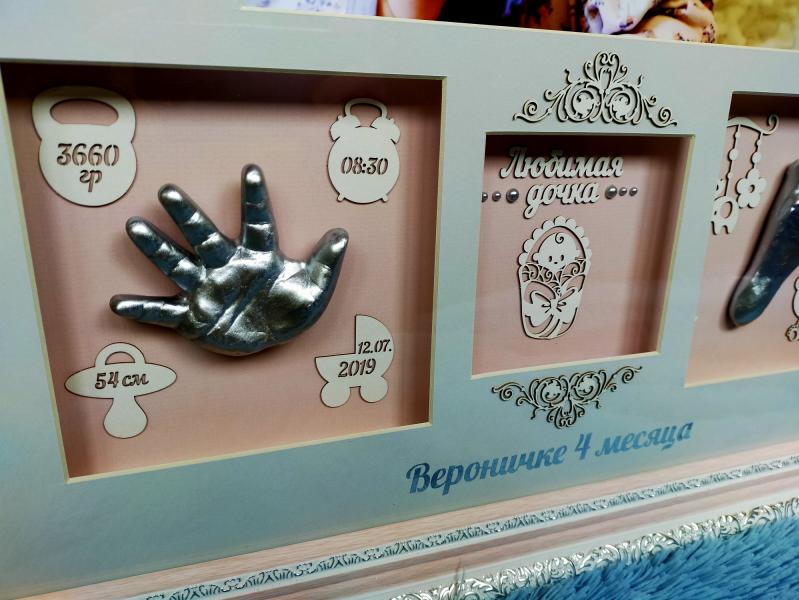 3660
гр
08:30
54 см
12.07.
2019
Любимая
дочка
Вероничке 4 месяца